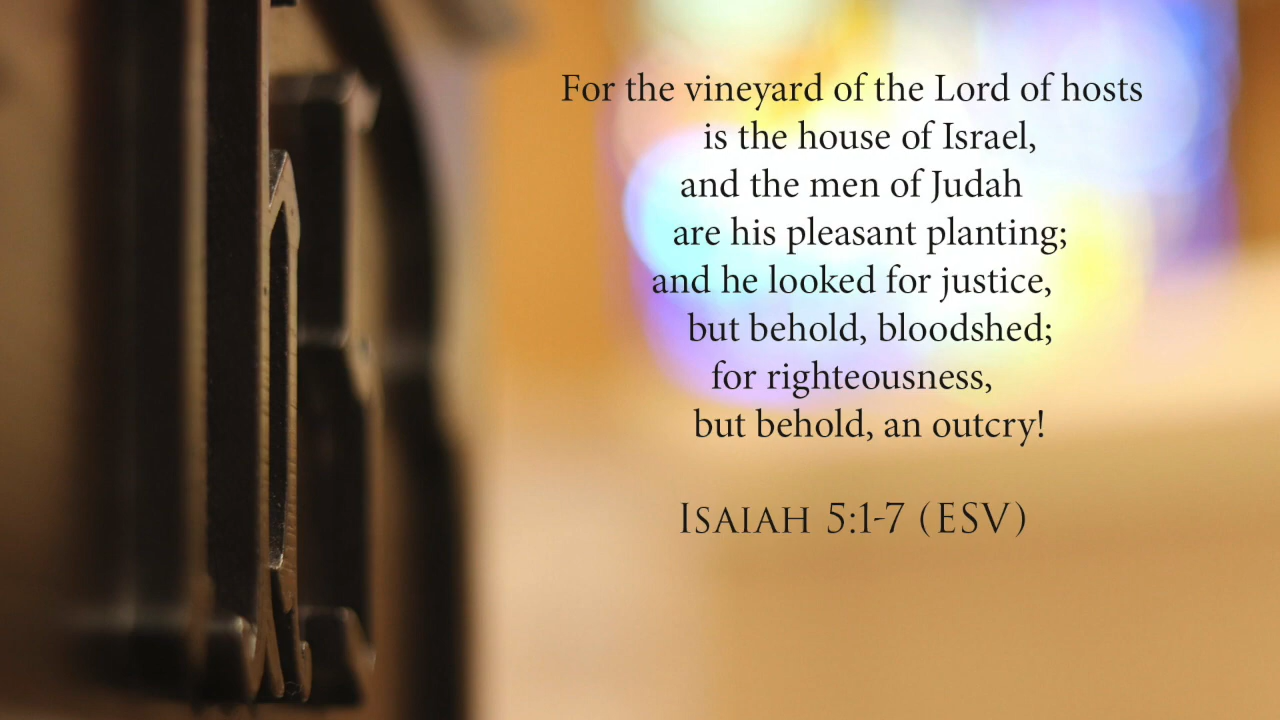 For the vineyard of the Lord of hosts
is the house of Israel,
and the men of Judah
are his pleasant planting;
and he looked for justice,
but behold, bloodshed;
for righteousness,
but behold, an outcry!
Isaiah 5:1-7 (ESV)